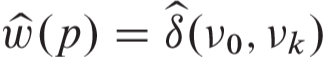 ŵ(p) = δ̂(ν₀, νₖ)